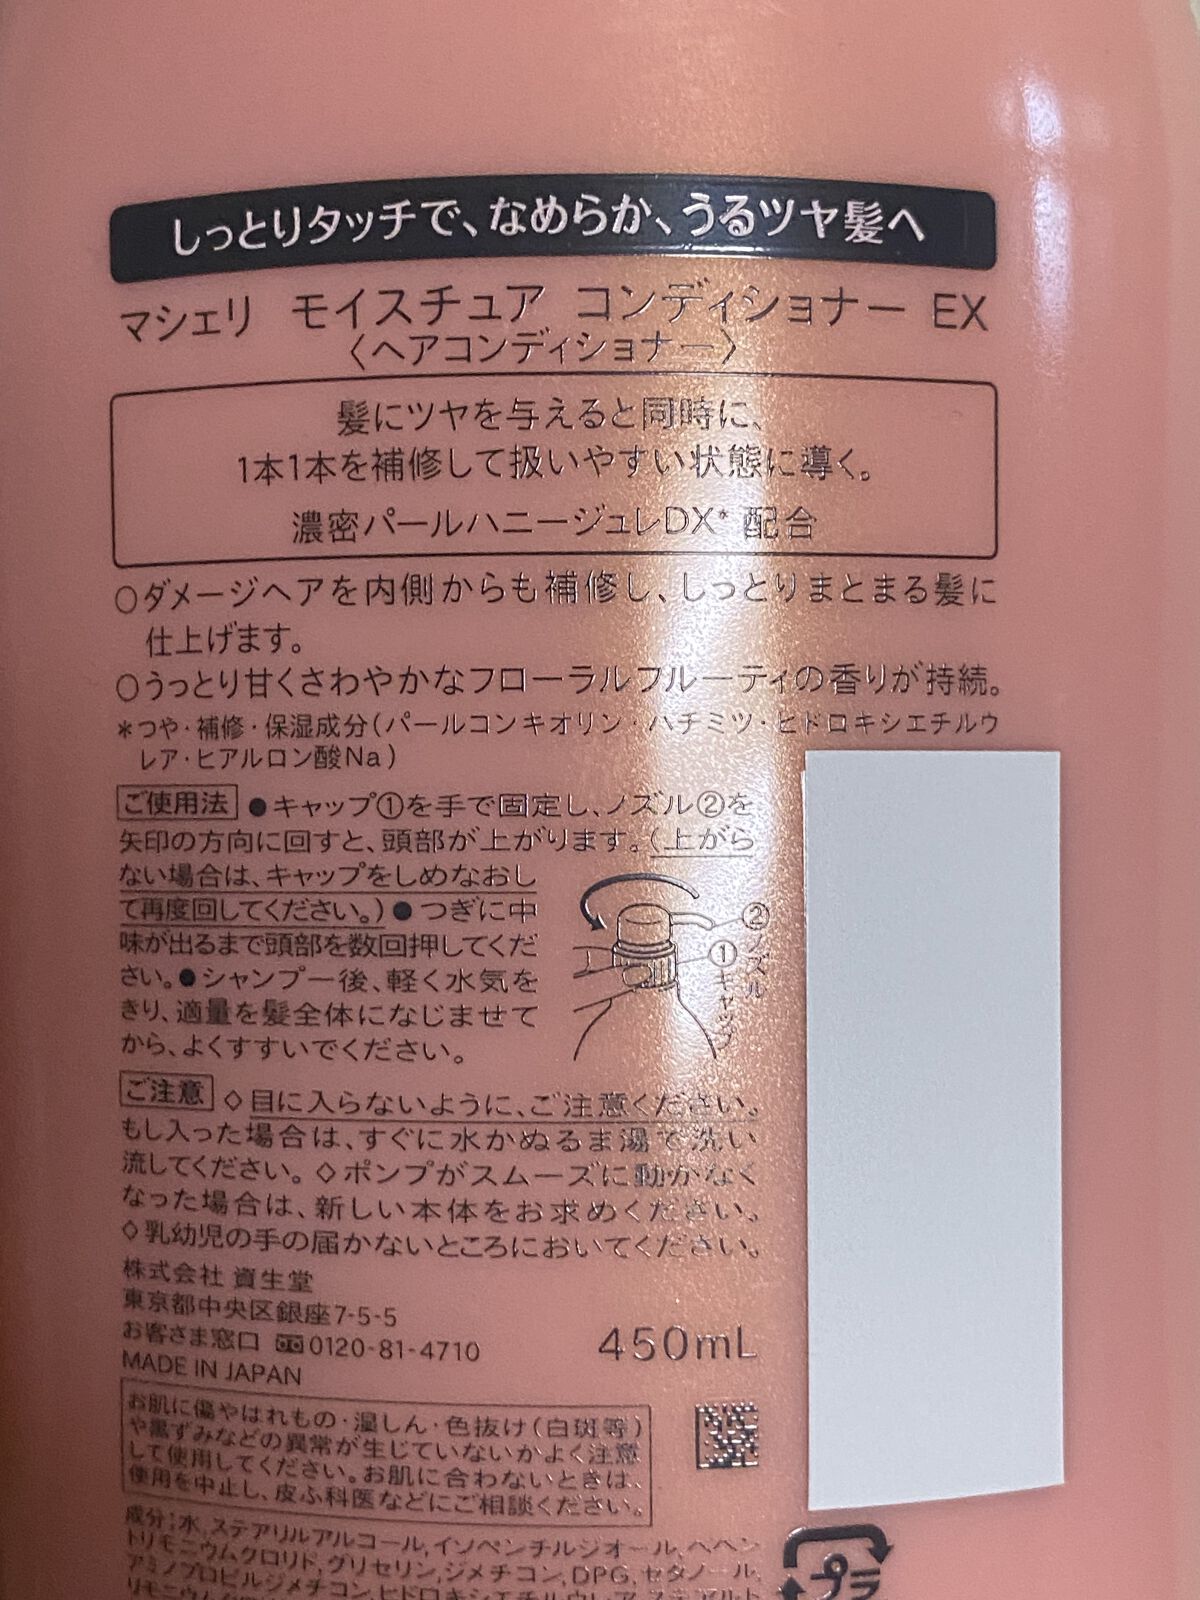 しっとりタッチで、なめらか、うるツヤ髪へ
マシェリ モイスチュア コンディショナー EX
〈ヘアコンディショナー〉
髪にツヤを与えると同時に、
1本1本を補修して扱いやすい状態に導く。
濃密パールハニージュレDX* 配合
○ダメージヘアを内側からも補修し、しっとりまとまる髪に
仕上げます。
○うっとり甘くさわやかなフローラルフルーティの香りが持続。
*つや・補修・保湿成分(パールコンキオリン・ハチミツ・ヒドロキシエチルウ
レア・ヒアルロン酸Na)
ご使用法 ●キャップ①を手で固定し、ノズル②を
矢印の方向に回すと、頭部が上がります。(上がら
ない場合は、キャップをしめなおし
て再度回してください。)●つぎに中
味が出るまで頭部を数回押してくだ
さい。●シャンプー後、軽く水気を
きり、適量を髪全体になじませて
から、よくすすいでください。
②ノズル
①キャップ
ご注意 ◇目に入らないように、ご注意ください。
もし入った場合は、すぐに水かぬるま湯で洗い
流してください。◇ポンプがスムーズに動かなく
なった場合は、新しい本体をお求めください。
◇乳幼児の手の届かないところにおいてください。
株式会社 資生堂
東京都中央区銀座7-5-5
お客さま窓口 0120-81-4710
MADE IN JAPAN
450mL
お肌に傷やはれもの・湿しん・色抜け(白斑等)
や黒ずみなどの異常が生じていないかよく注意
して使用してください。お肌に合わないときは、
使用を中止し、皮ふ科医などにご相談ください。
成分:水,ステアリルアルコール,イソペンチルジオール,ベヘン
トリモニウムクロリド,グリセリン,ジメチコン,DPG,セタノール,
アミノプロピルジメチコン,ヒドロキシエチルウレア,ステアルト
プラ